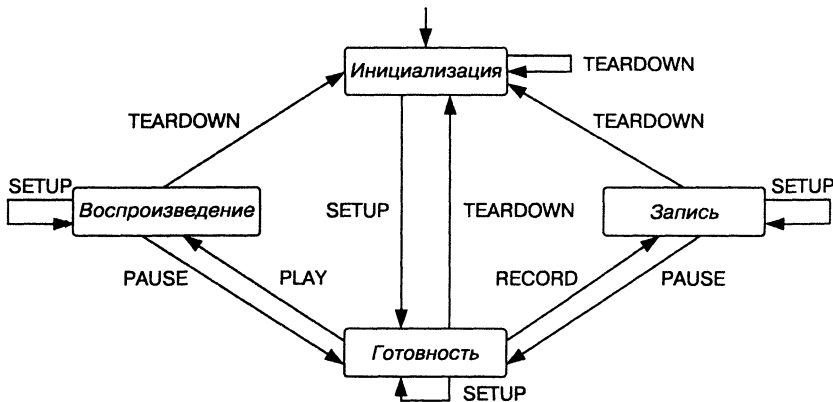 Инициализация
TEARDOWN
TEARDOWN
TEARDOWN
SETUP
Воспроизведение
SETUP
TEARDOWN
Запись
SETUP
PAUSE
PLAY
RECORD
PAUSE
Готовность
SETUP